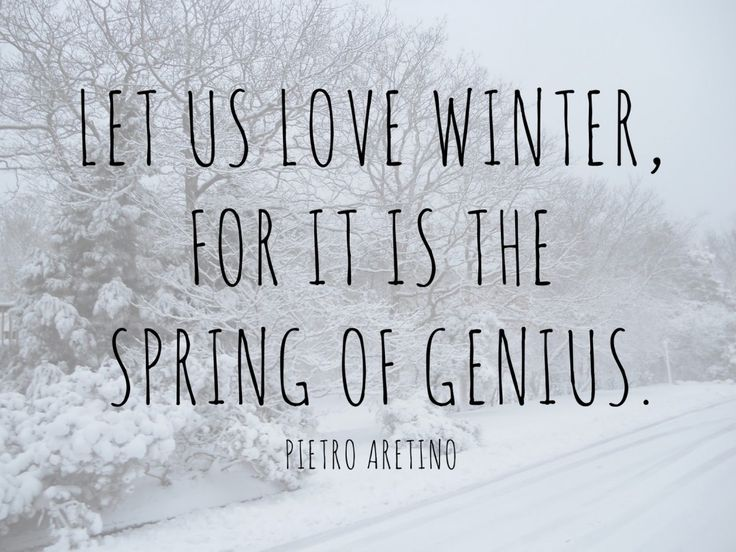 LET US LOVE WINTER,
FOR IT IS THE
SPRING OF GENIUS.
PIETRO ARETINO